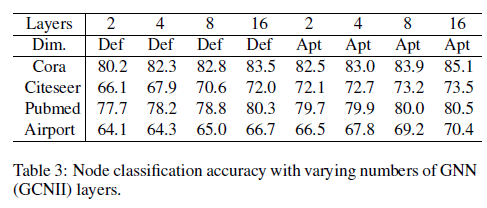 Layers 2 4 8 16 2 4 8 16
Dim. Def Def Def Def Apt Apt Apt Apt
Cora 80.2 82.3 82.8 83.5 82.5 83.0 83.9 85.1
Citeseer 66.1 67.9 70.6 72.0 72.1 72.7 73.2 73.5
Pubmed 77.7 78.2 78.8 80.3 79.7 79.9 80.0 80.5
Airport 64.1 64.3 65.0 66.7 66.5 67.8 69.2 70.4
Table 3: Node classification accuracy with varying numbers of GNN
(GCNII) layers.